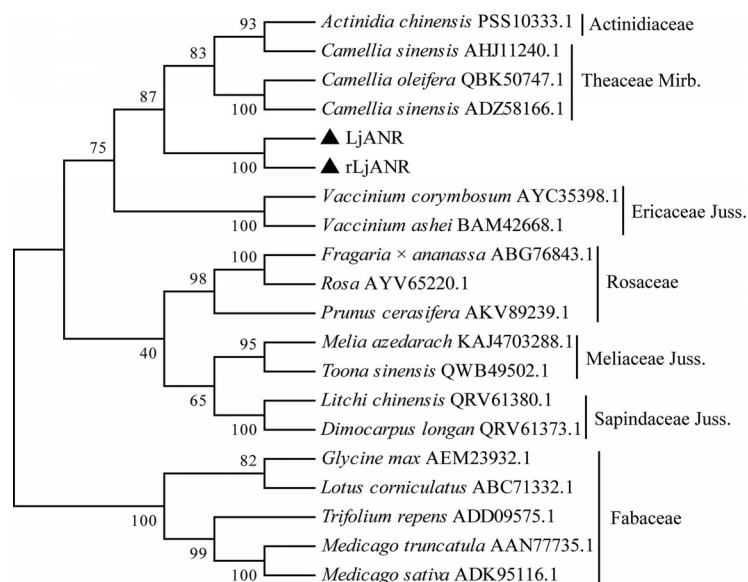 93
Actinidia chinensis PSS10333.1
Actinidiaceae
83
Camellia sinensis AHJ11240.1
Camellia oleifera QBK50747.1
Theaceae Mirb.
87
100
Camellia sinensis ADZ58166.1
▲ LjANR
75
100
▲ rLjANR
Vaccinium corymbosum AYC35398.1
Ericaceae Juss.
100
Vaccinium ashei BAM42668.1
100
Fragaria × ananassa ABG76843.1
98
Rosa AYV65220.1
Rosaceae
Prunus cerasifera AKV89239.1
40
95
Melia azedarach KAJ4703288.1
Meliaceae Juss.
Toona sinensis QWB49502.1
65
Litchi chinensis QRV61380.1
Sapindaceae Juss.
100
Dimocarpus longan QRV61373.1
82
Glycine max AEM23932.1
Lotus corniculatus ABC71332.1
100
Trifolium repens ADD09575.1
Fabaceae
99
Medicago truncatula AAN77735.1
100
Medicago sativa ADK95116.1